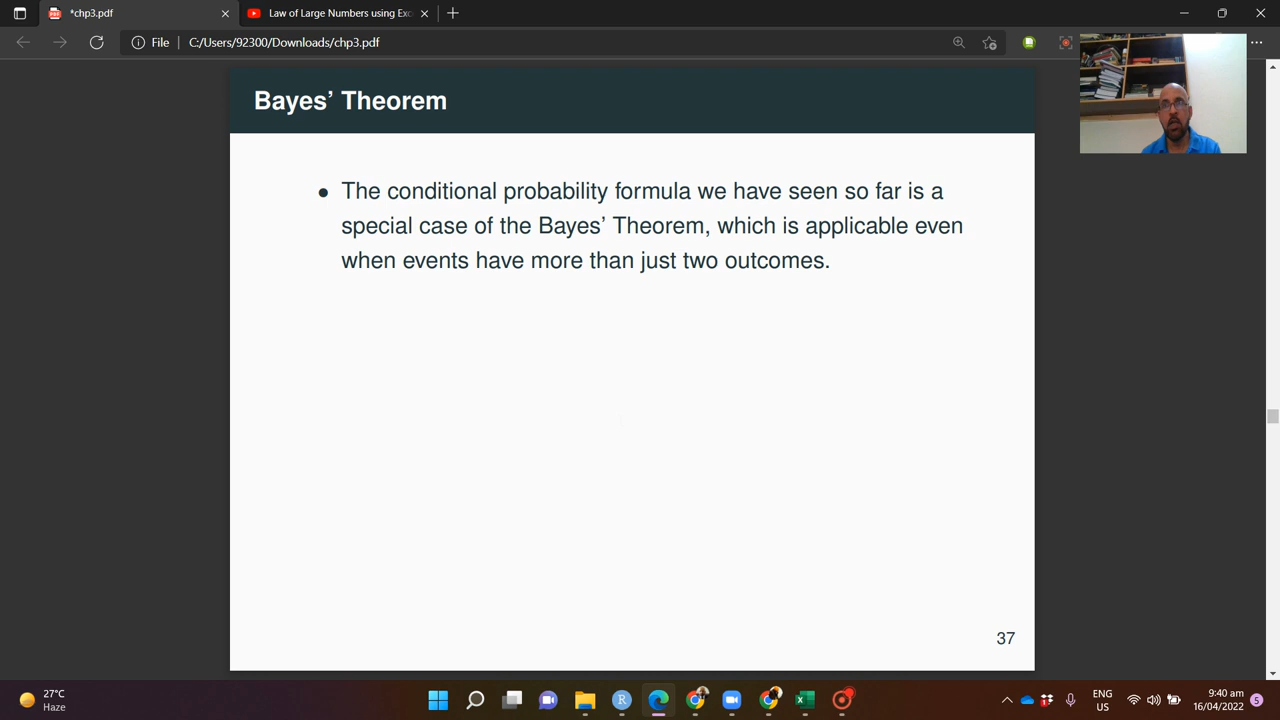 *chp3.pdf
Law of Large Numbers using Exc
File
C:/Users/92300/Downloads/chp3.pdf
Bayes’ Theorem
• The conditional probability formula we have seen so far is a
special case of the Bayes’ Theorem, which is applicable even
when events have more than just two outcomes.
37
27°C
Haze
ENG
US
9:40 am
16/04/2022
5